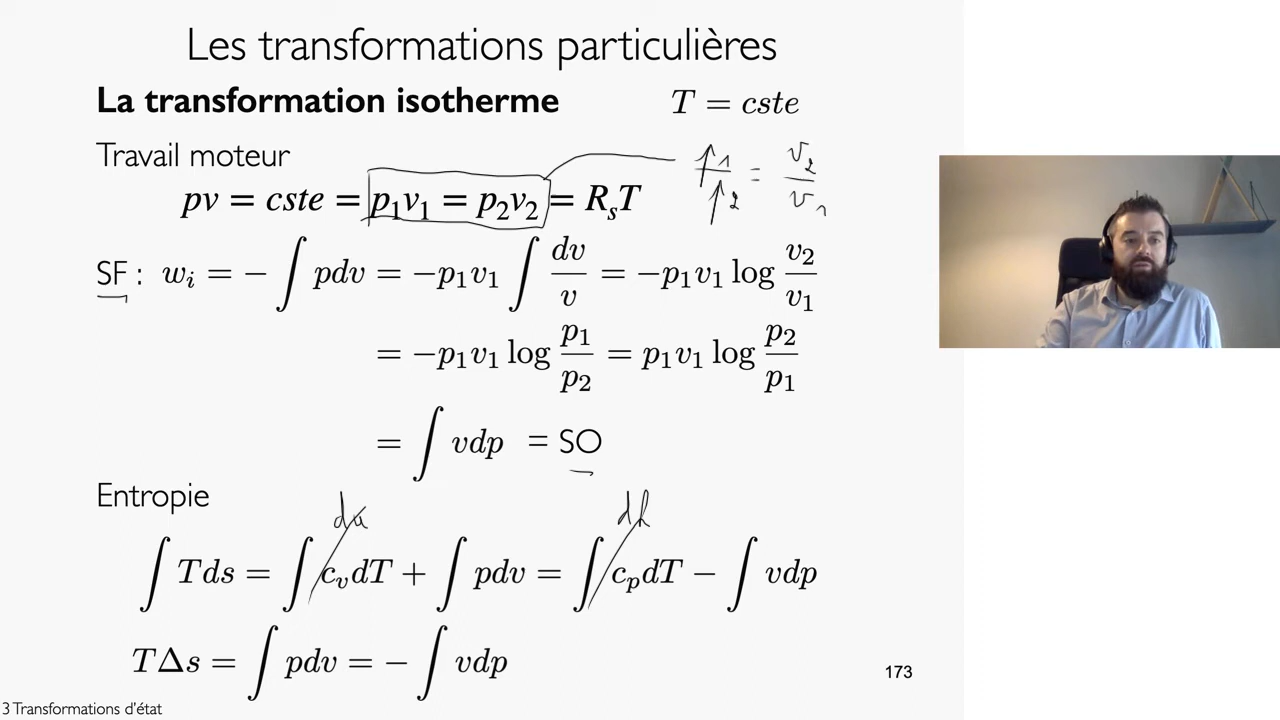 Les transformations particulières
La transformation isotherme T = cste
Travail moteur
pv = cste = p₁v₁ = p₂v₂ = RₛT
p₁/p₂ = v₂/v₁
SF : wᵢ = −∫ pdv = −p₁v₁ ∫ dv/v = −p₁v₁ log v₂/v₁
= −p₁v₁ log p₁/p₂ = p₁v₁ log p₂/p₁
= ∫ vdp = SO
Entropie
du dh
∫ Tds = ∫ cᵥdT + ∫ pdv = ∫ cₚdT − ∫ vdp
TΔs = ∫ pdv = −∫ vdp
173
3 Transformations d'état